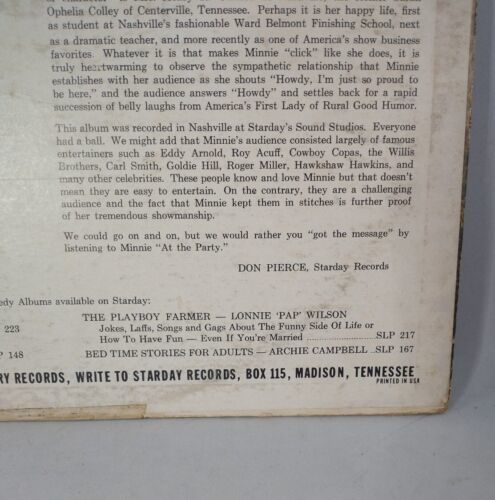 Ophelia Colley of Centerville, Tennessee. Perhaps it is her happy life, first
as student at Nashville's fashionable Ward Belmont Finishing School, next
as a dramatic teacher, and more recently as one of America's show business
favorites. Whatever it is that makes Minnie "click" like she does, it is
truly heartwarming to observe the sympathetic relationship that Minnie
establishes with her audience as she shouts "Howdy, I'm just so proud to
be here," and the audience answers "Howdy" and settles back for a rapid
succession of belly laughs from America's First Lady of Rural Good Humor.
This album was recorded in Nashville at Starday's Sound Studios. Everyone
had a ball. We might add that Minnie's audience consisted largely of famous
entertainers such as Eddy Arnold, Roy Acuff, Cowboy Copas, the Willis
Brothers, Carl Smith, Goldie Hill, Roger Miller, Hawkshaw Hawkins, and
many other celebrities. These people know and love Minnie but that doesn't
mean they are easy to entertain. On the contrary, they are a challenging
audience and the fact that Minnie kept them in stitches is further proof
of her tremendous showmanship.
We could go on and on, but we would rather you "got the message" by
listening to Minnie "At the Party."
DON PIERCE, Starday Records
edy Albums available on Starday:
THE PLAYBOY FARMER — LONNIE 'PAP' WILSON
223 Jokes, Laffs, Songs and Gags About The Funny Side Of Life or
How To Have Fun — Even If You're Married SLP 217
P 148 BED TIME STORIES FOR ADULTS — ARCHIE CAMPBELL SLP 167
RY RECORDS, WRITE TO STARDAY RECORDS, BOX 115, MADISON, TENNESSEE
PRINTED IN USA